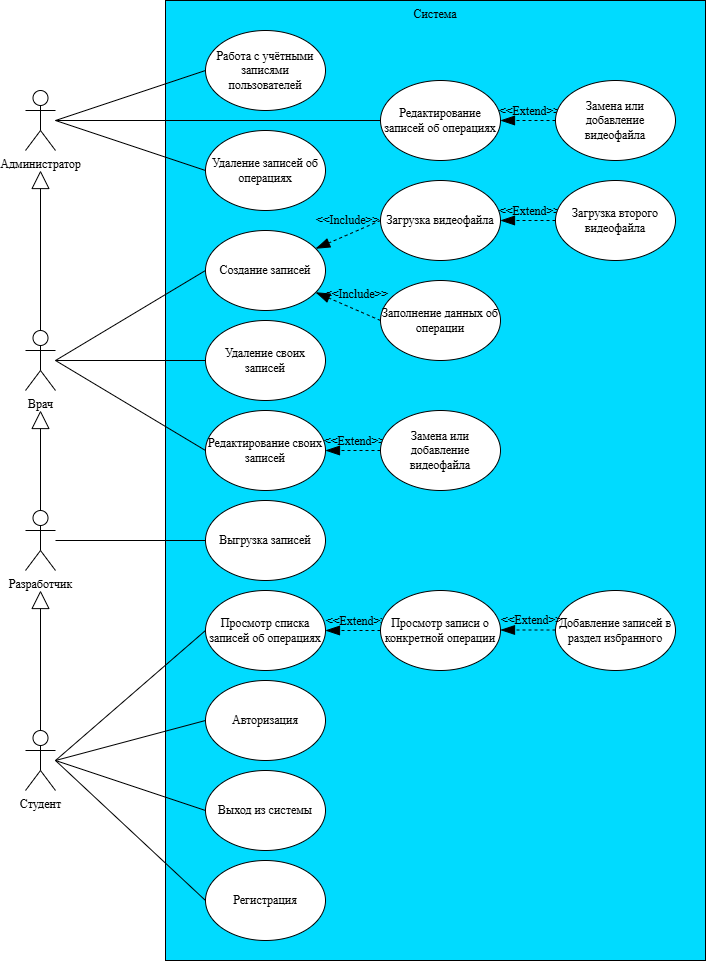 Система
Работа с учётными
записями
пользователей
Администратор
Редактирование
записей об операциях
<<Extend>>
Замена или
добавление
видеофайла
Удаление записей об
операциях
Создание записей
<<Include>>
Загрузка видеофайла
<<Extend>>
Загрузка второго
видеофайла
<<Include>>
Заполнение данных об
операции
Врач
Удаление своих
записей
Редактирование своих
записей
<<Extend>>
Замена или
добавление
видеофайла
Разработчик
Выгрузка записей
Просмотр списка
записей об операциях
<<Extend>>
Просмотр записи о
конкретной операции
<<Extend>>
Добавление записей в
раздел избранного
Студент
Авторизация
Выход из системы
Регистрация